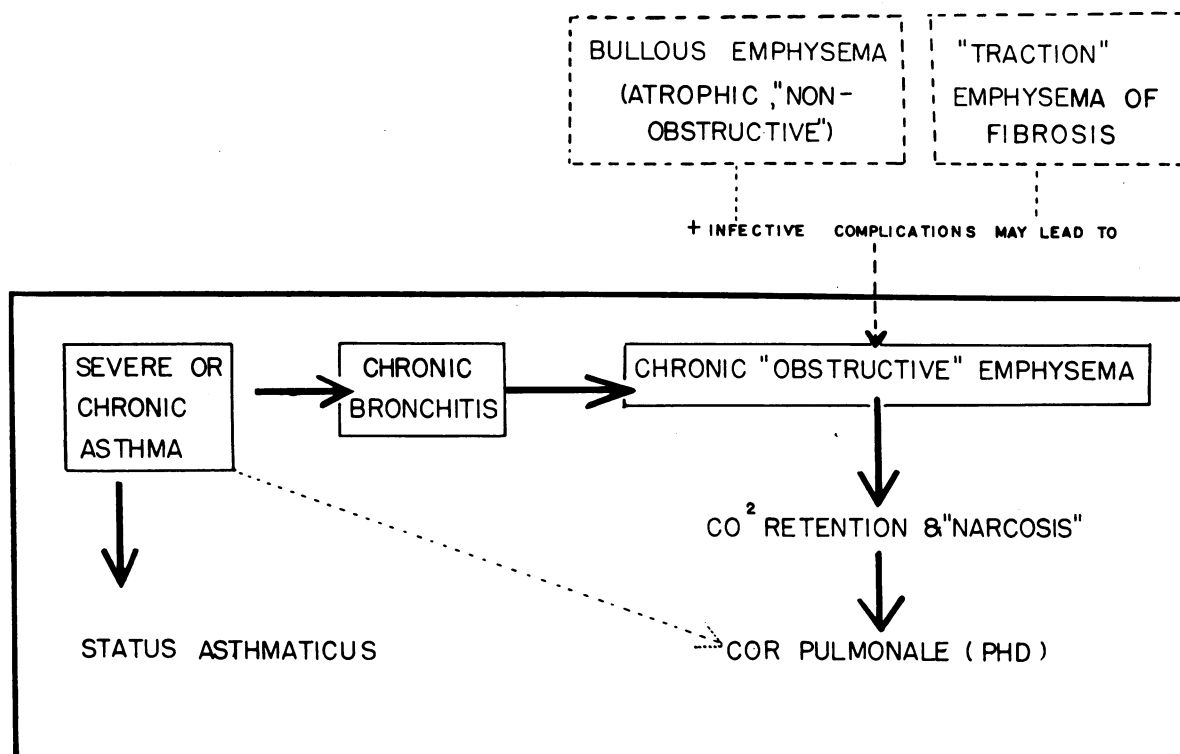 BULLOUS EMPHYSEMA
(ATROPHIC, "NON-
OBSTRUCTIVE")
"TRACTION"
EMPHYSEMA OF
FIBROSIS
+ INFECTIVE COMPLICATIONS MAY LEAD TO
SEVERE OR
CHRONIC
ASTHMA
CHRONIC
BRONCHITIS
CHRONIC "OBSTRUCTIVE" EMPHYSEMA
CO² RETENTION & "NARCOSIS"
STATUS ASTHMATICUS
COR PULMONALE (PHD)